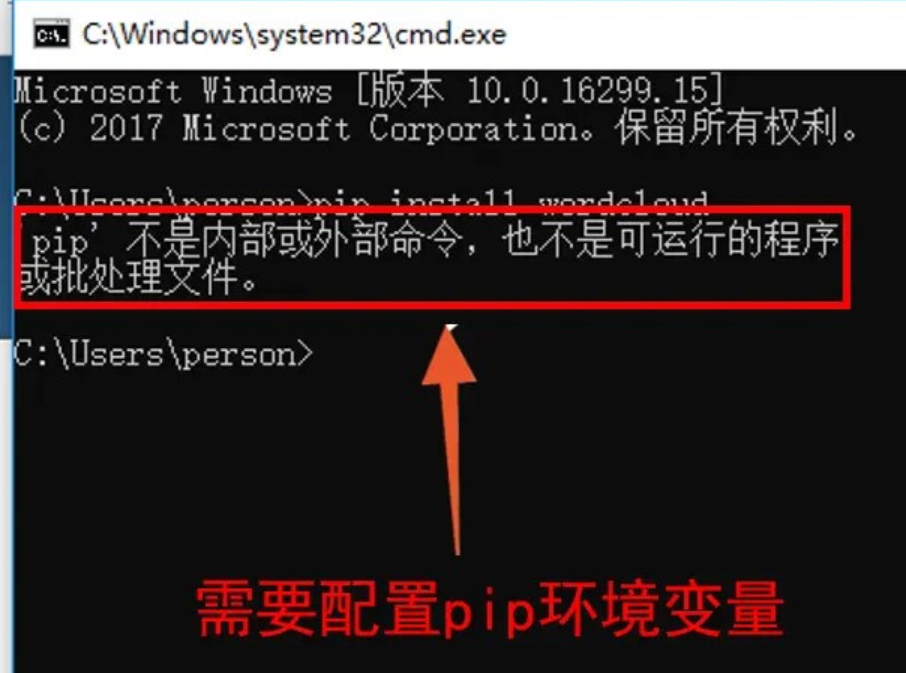 C:\Windows\system32\cmd.exe
Microsoft Windows [版本 10.0.16299.15]
(c) 2017 Microsoft Corporation。保留所有权利。
C:\Users\person>pip install wordcloud
'pip' 不是内部或外部命令，也不是可运行的程序
或批处理文件。
C:\Users\person>
需要配置pip环境变量